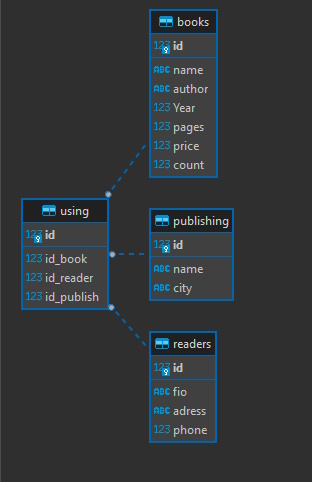 books
123 id
ABC name
ABC author
123 Year
123 pages
123 price
123 count
using
123 id
123 id_book
123 id_reader
123 id_publish
publishing
123 id
ABC name
ABC city
readers
123 id
ABC fio
ABC adress
123 phone